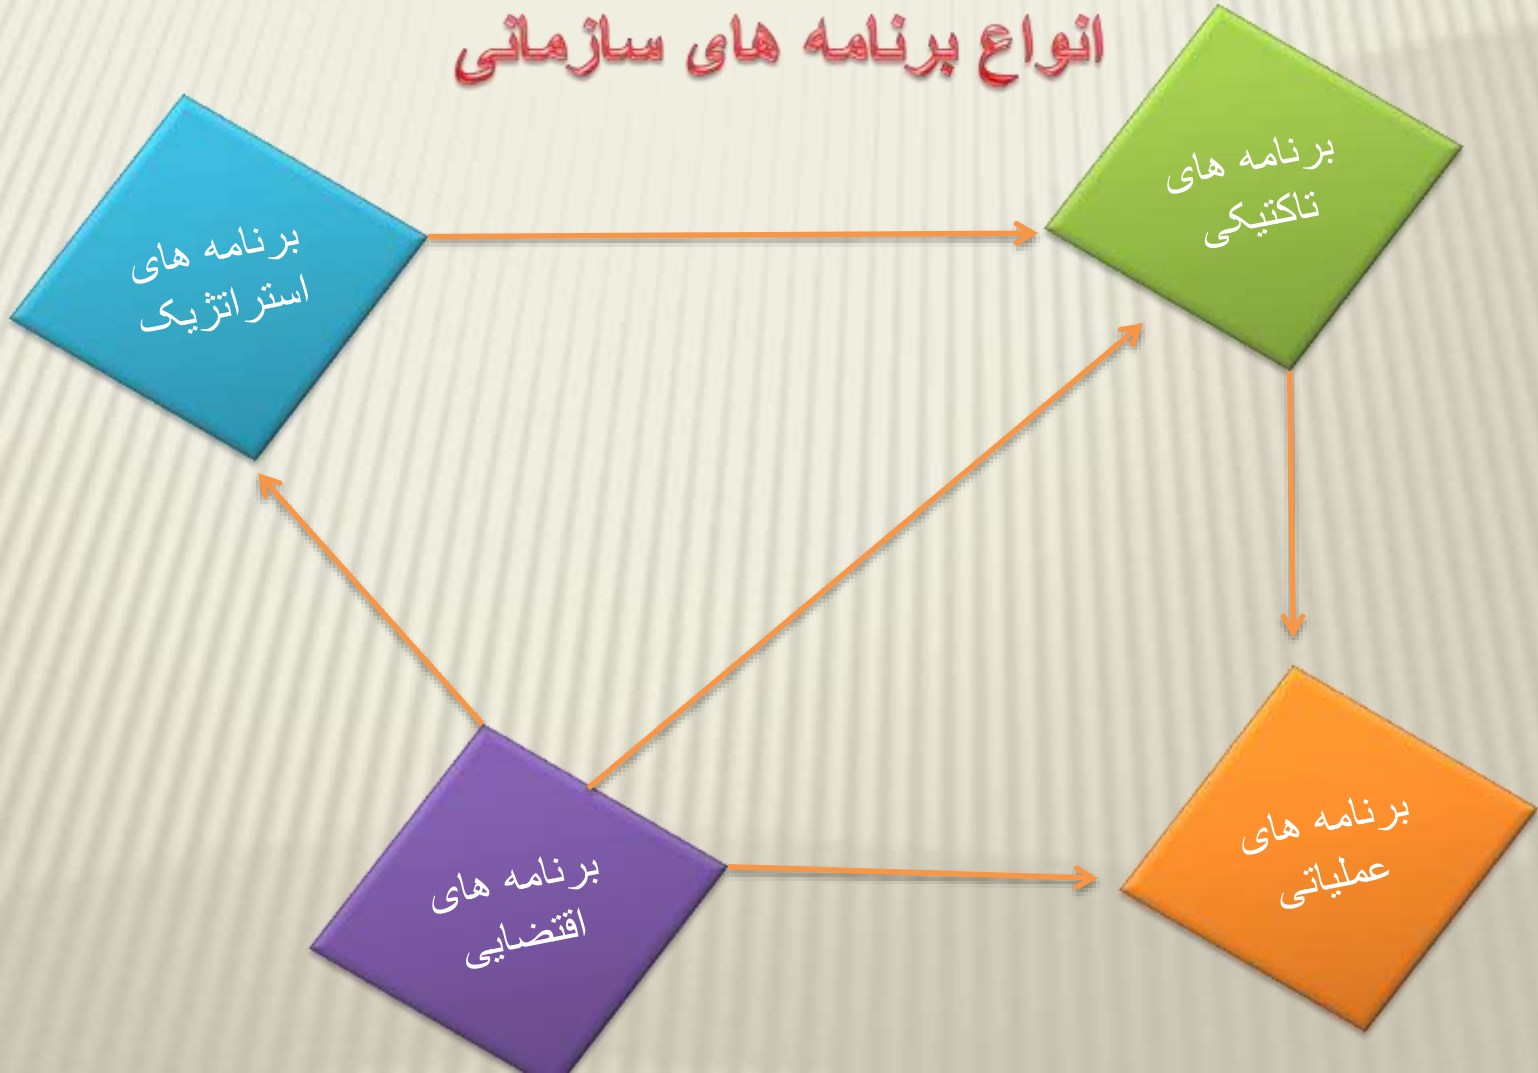 انواع برنامه های سازمانی
برنامه های
تاکتیکی
برنامه های
استراتژیک
برنامه های
عملیاتی
برنامه های
اقتضایی